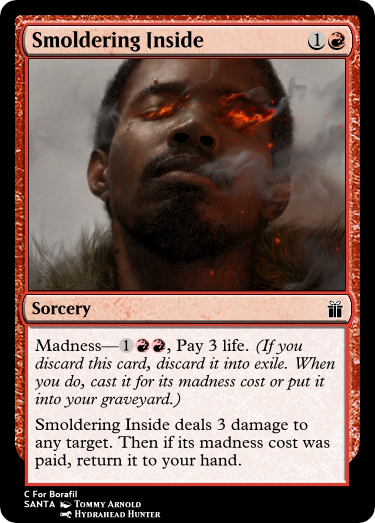 Smoldering Inside 1
Sorcery
Madness—1, Pay 3 life. (If you
discard this card, discard it into exile. When
you do, cast it for its madness cost or put it
into your graveyard.)
Smoldering Inside deals 3 damage to
any target. Then if its madness cost was
paid, return it to your hand.
C For Borafil
SANTA Tommy Arnold
Hydrahead Hunter